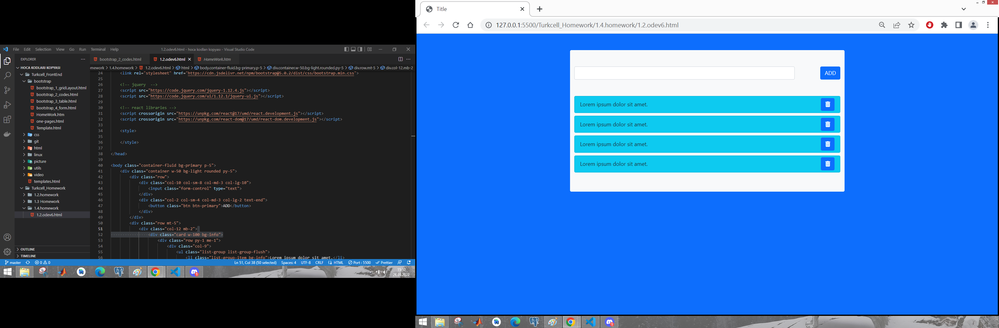 File Edit Selection View Go Run Terminal Help
1.2.odev6.html - hoca kodları kopyası - Visual Studio Code
EXPLORER
HOCA KODLARI KOPYASI
Turkcell_FrontEnd
bootstrap
bootstrap_1_gridLayout.html
bootstrap_2_codes.html
bootstrap_3_table.html
bootstrap_4_form.html
HomeWork.htm
one-pages.html
Template.html
css
git
html
linux
picture
utils
video
templates.html
Turkcell_Homework
1.2.homework
1.3 Homework
1.4.homework
1.2.odev6.html
OUTLINE
TIMELINE
bootstrap_2_codes.html 1.2.odev6.html HomeWork.htm
mework > 1.4.homework > 1.2.odev6.html > html > body.container-fluid.bg-primary.p-5 > div.container.w-50.bg-light.rounded.py-5 > div.row.mt-5 > div.col-12.mb-2
24 <link rel="stylesheet" href="https://cdn.jsdelivr.net/npm/bootstrap@5.0.2/dist/css/bootstrap.min.css">
25
26 <!-- jquery  -->
27 <script src="https://code.jquery.com/jquery-1.12.4.js"></script>
28 <script src="https://code.jquery.com/ui/1.12.1/jquery-ui.js"></script>
29
30 <!-- react libraries -->
31 <script crossorigin src="https://unpkg.com/react@17/umd/react.development.js"></script>
32 <script crossorigin src="https://unpkg.com/react-dom@17/umd/react-dom.development.js"></script>
33
34 <style>
35
36 </style>
37
38 </head>
39
40 <body class="container-fluid bg-primary p-5">
41 <div class="container w-50 bg-light rounded py-5">
42 <div class="row">
43 <div class="col-10 col-sm-8 col-md-3 col-lg-10">
44 <input class="form-control" type="text">
45 </div>
46 <div class="col-2 col-sm-4 col-md-3 col-lg-2 text-end">
47 <button class="btn btn-primary">ADD</button>
48 </div>
49 </div>
50 <div class="row mt-5">
51 <div class="col-12 mb-2">
52 <div class="card w-100 bg-info">
53 <div class="row py-1 me-1">
54 <div class="col-9">
55 <ul class="list-group list-group-flush">
56 <li class="list-group-item bg-info">Lorem ipsum dolor sit amet.</li>
master 0 0 Ln 51, Col 38 (50 selected) Spaces: 4 UTF-8 CRLF HTML Port : 5500 Prettier
15:32
26.05.2022
Title
127.0.0.1:5500/Turkcell_Homework/1.4.homework/1.2.odev6.html
ADD
Lorem ipsum dolor sit amet.
Lorem ipsum dolor sit amet.
Lorem ipsum dolor sit amet.
Lorem ipsum dolor sit amet.